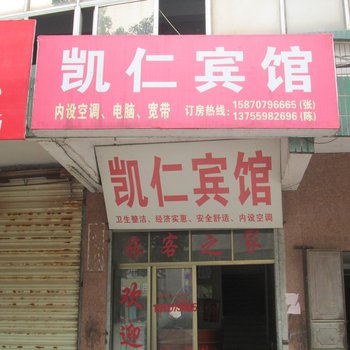 凯仁宾馆
内设空调、电脑、宽带 订房热线:15870796665(张)
13755982696(陈)
凯仁宾馆
卫生整洁、经济实惠、安全舒适、内设空调
客之家
欢迎